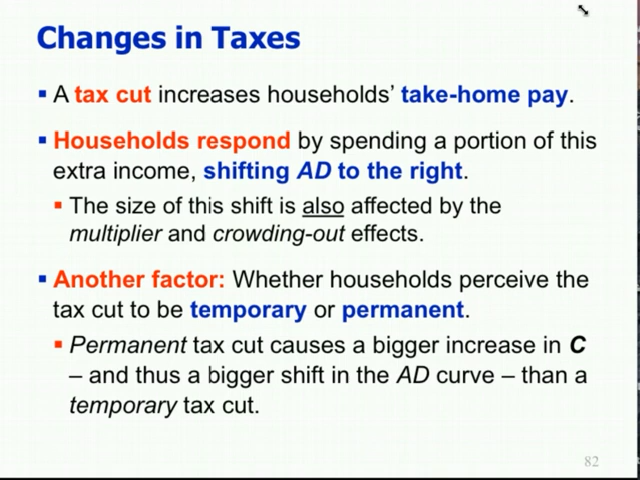 Changes in Taxes
▪ A tax cut increases households’ take-home pay.
▪ Households respond by spending a portion of this
extra income, shifting AD to the right.
▪ The size of this shift is also affected by the
multiplier and crowding-out effects.
▪ Another factor: Whether households perceive the
tax cut to be temporary or permanent.
▪ Permanent tax cut causes a bigger increase in C
– and thus a bigger shift in the AD curve – than a
temporary tax cut.
82